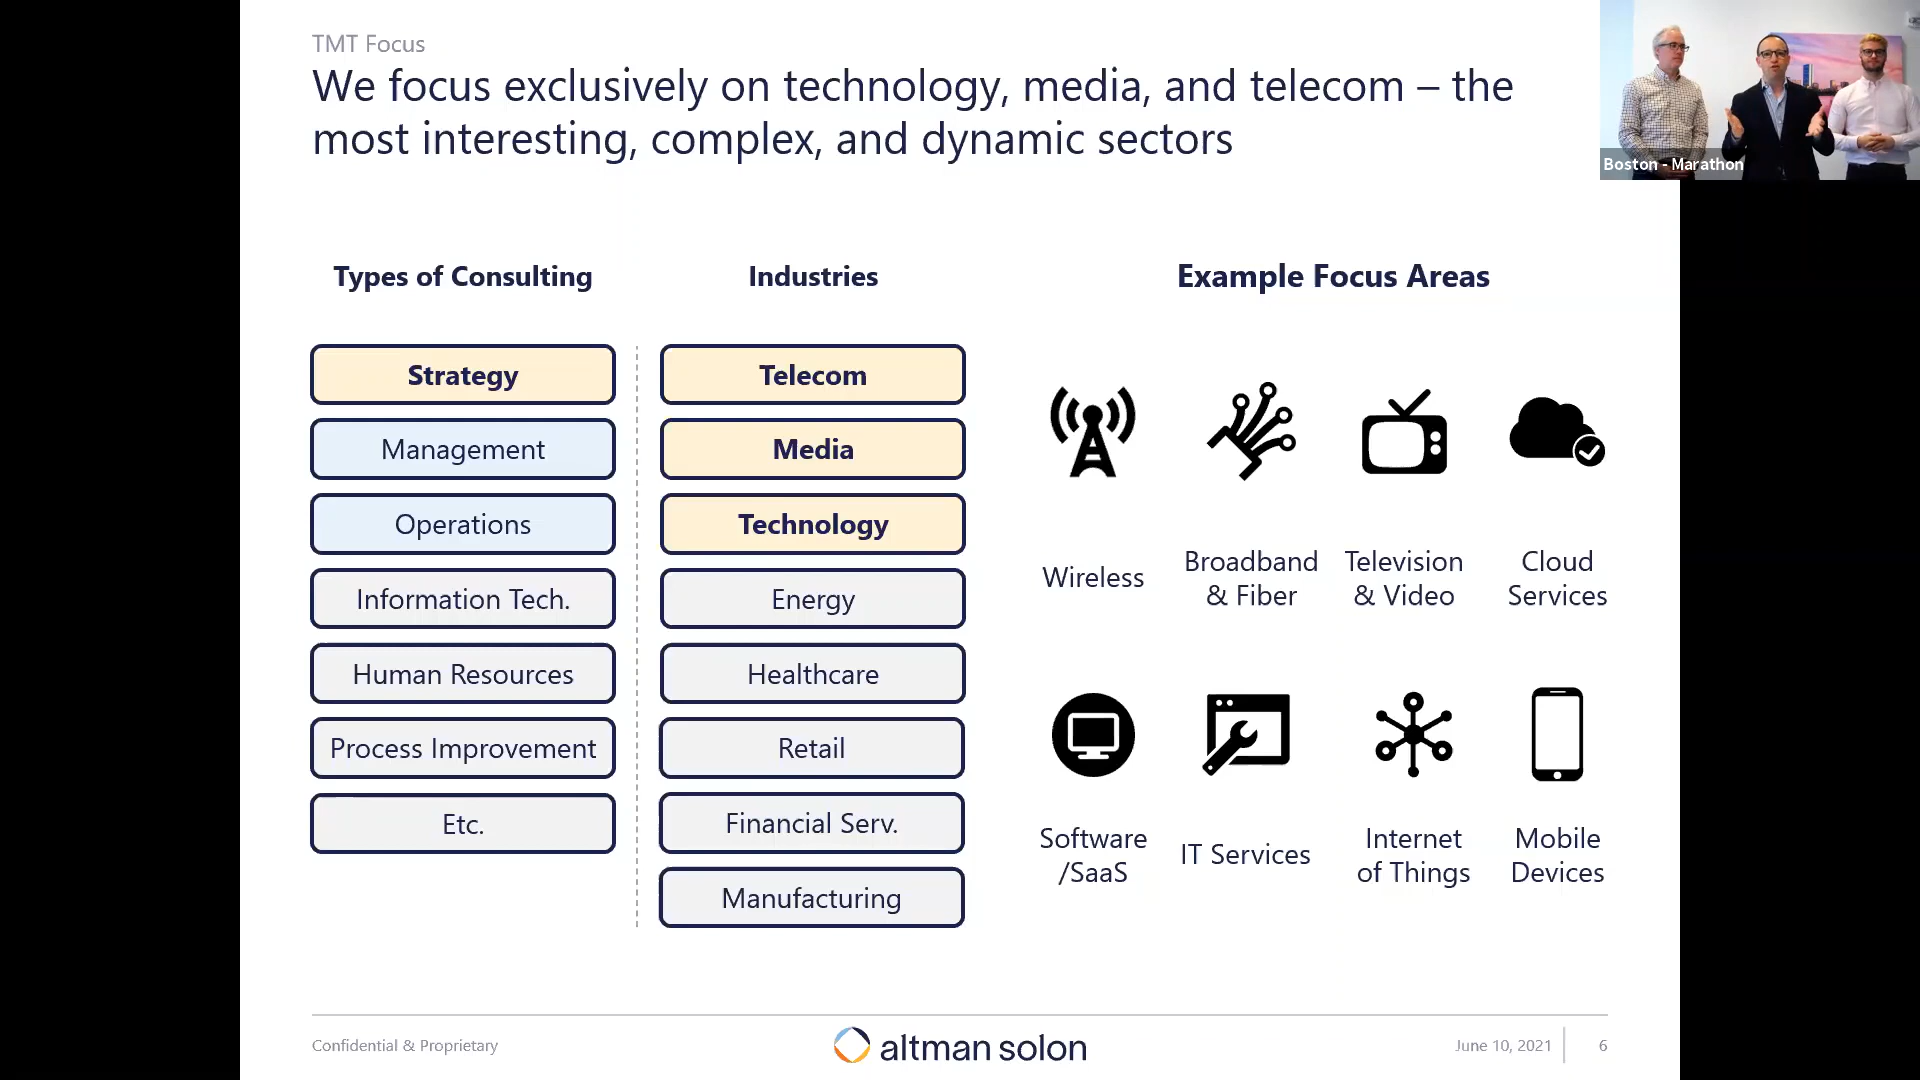 TMT Focus
We focus exclusively on technology, media, and telecom – the
most interesting, complex, and dynamic sectors
Boston - Marathon
Types of Consulting
Strategy
Management
Operations
Information Tech.
Human Resources
Process Improvement
Etc.
Industries
Telecom
Media
Technology
Energy
Healthcare
Retail
Financial Serv.
Manufacturing
Example Focus Areas
Wireless
Broadband
& Fiber
Television
& Video
Cloud
Services
Software
/SaaS
IT Services
Internet
of Things
Mobile
Devices
Confidential & Proprietary
altman solon
June 10, 2021
6